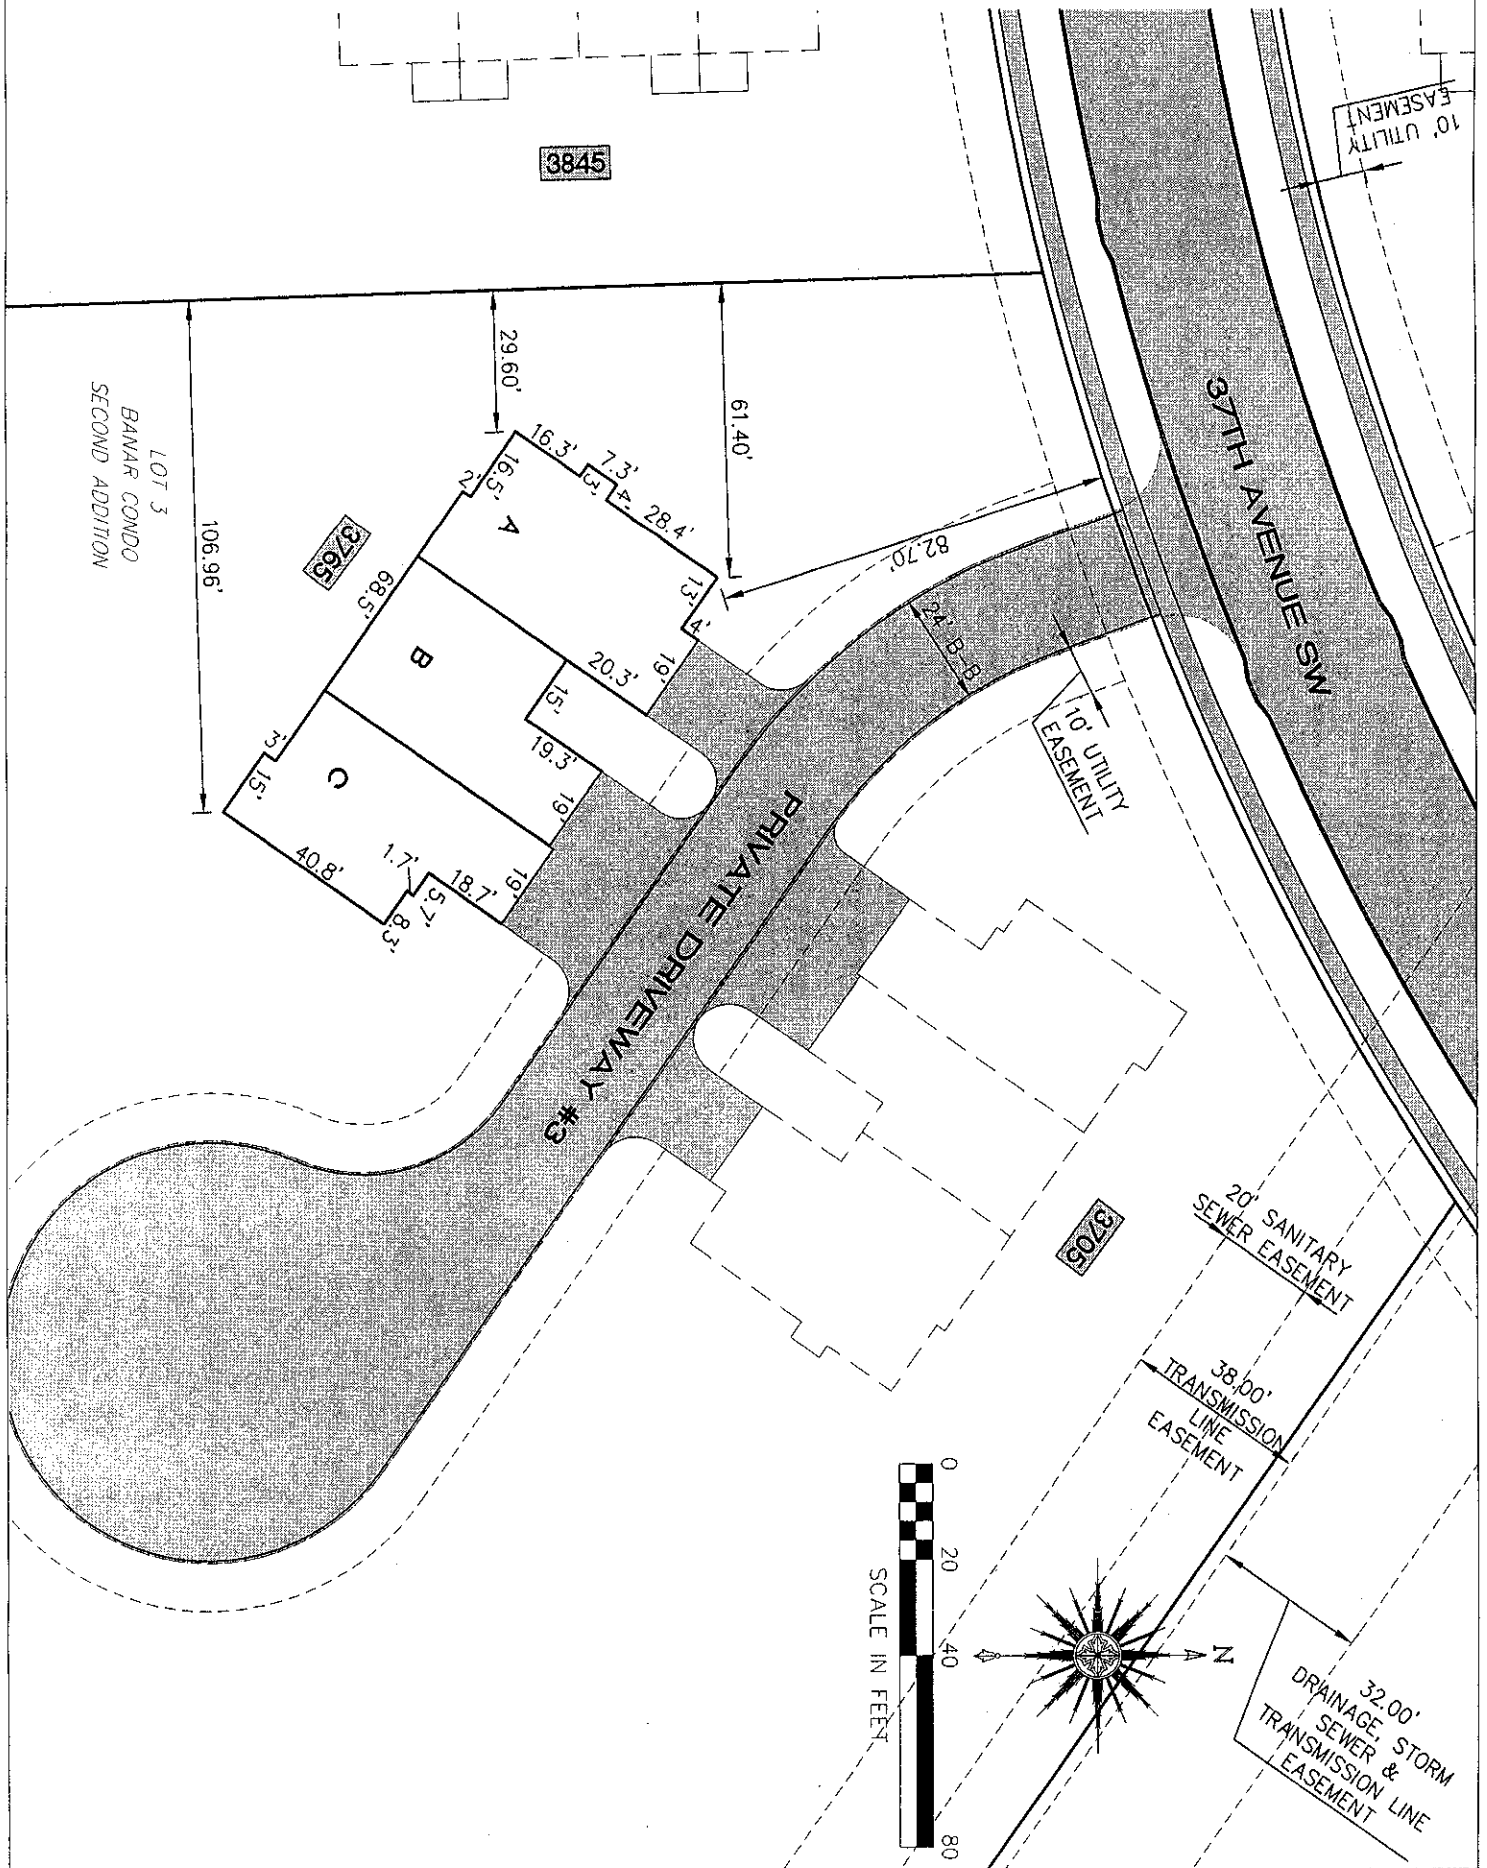 10' UTILITY
EASEMENT
3845
37TH AVENUE SW
29.60'
61.40'
82.70'
LOT 3
BANAR CONDO
SECOND ADDITION
106.96'
3765
16.3'
7.3'
3'
4'
28.4'
16.5'
2'
A
13'
4'
19'
20.3'
68.5'
B
15'
19.3'
19'
3'
15'
C
19'
40.8'
1.7'
18.7'
5.7'
8.3'
24' B-B
10' UTILITY
EASEMENT
PRIVATE DRIVEWAY #3
3705
20' SANITARY
SEWER EASEMENT
38.00'
TRANSMISSION
LINE
EASEMENT
0
20
40
80
SCALE IN FEET
N
32.00'
DRAINAGE, STORM
SEWER &
TRANSMISSION LINE
EASEMENT